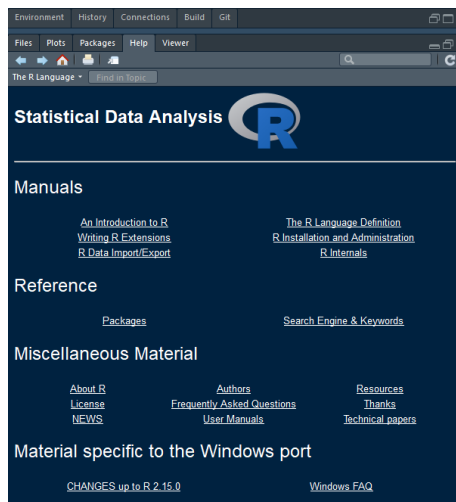 Environment History Connections Build Git
Files Plots Packages Help Viewer
The R Language Find in Topic
Statistical Data Analysis R
Manuals
An Introduction to R The R Language Definition
Writing R Extensions R Installation and Administration
R Data Import/Export R Internals
Reference
Packages Search Engine & Keywords
Miscellaneous Material
About R Authors Resources
License Frequently Asked Questions Thanks
NEWS User Manuals Technical papers
Material specific to the Windows port
CHANGES up to R 2.15.0 Windows FAQ